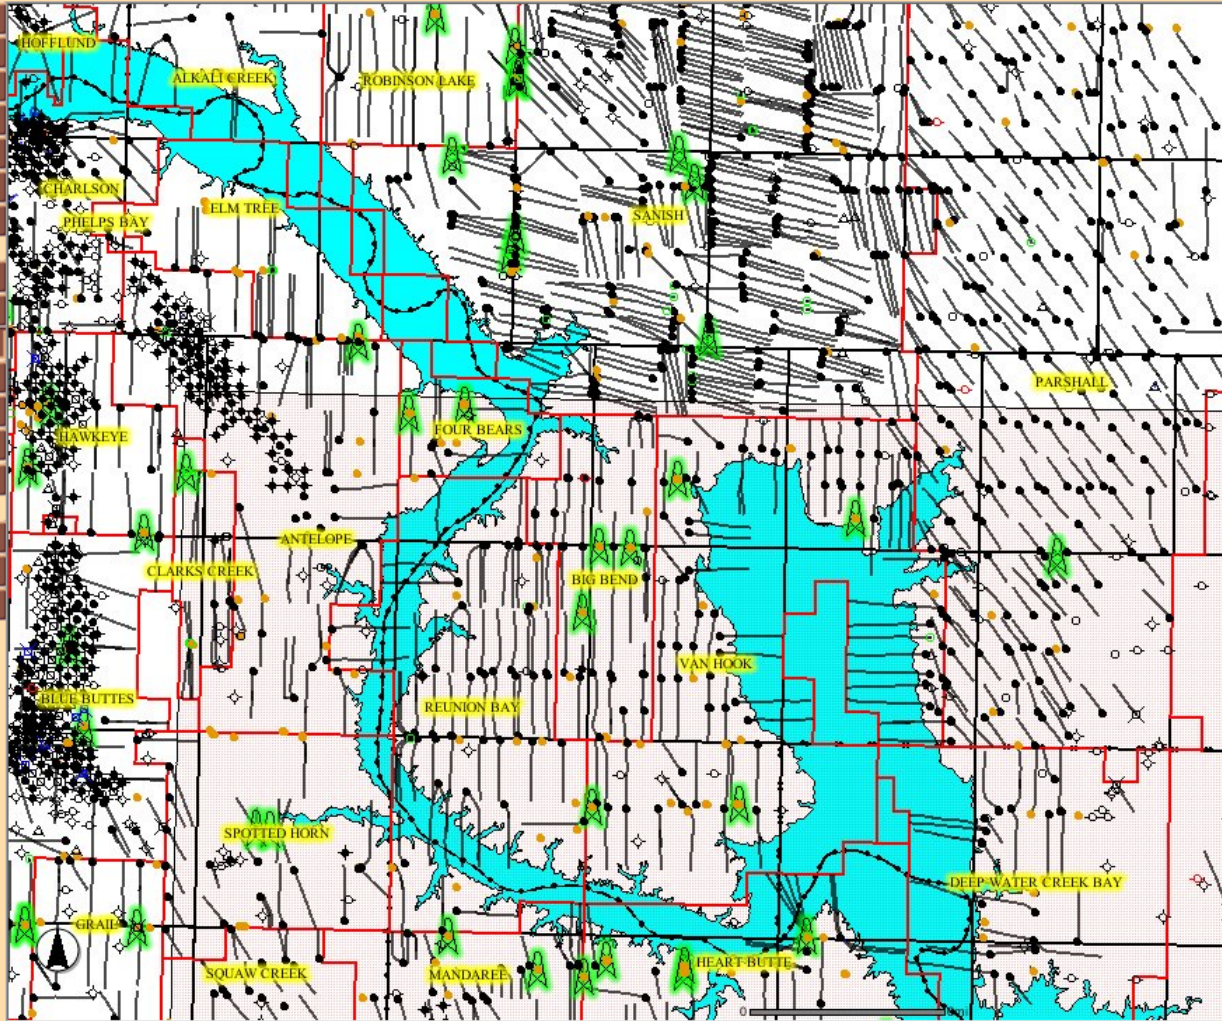 HOFFLUND
ALKALI CREEK
ROBINSON LAKE
CHARLSON
ELM TREE
SANISH
PHELPS BAY
PARSHALL
FOUR BEARS
HAWKEYE
ANTELOPE
CLARKS CREEK
BIG BEND
VAN HOOK
BLUE BUTTES
REUNION BAY
SPOTTED HORN
DEEP WATER CREEK BAY
GRAIL
HEART BUTTE
SQUAW CREEK
MANDAREE
0